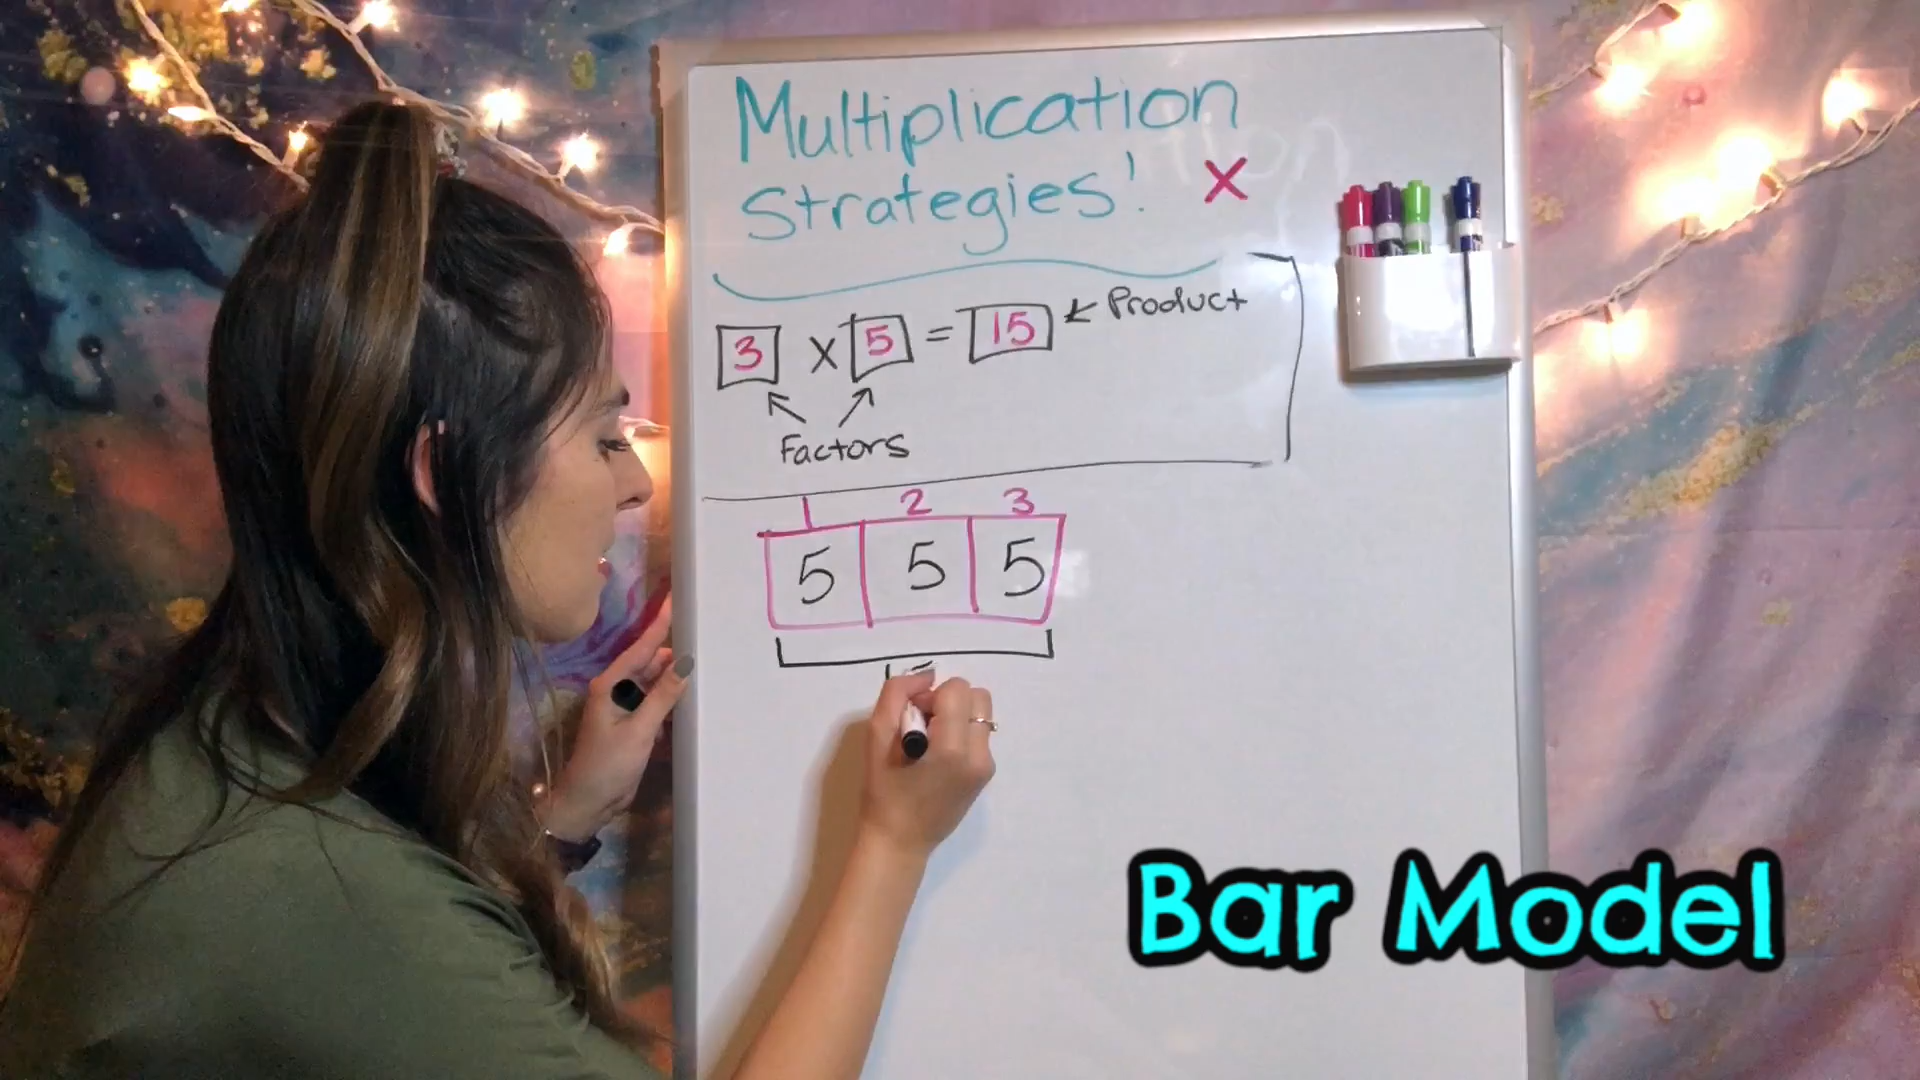 Multiplication
Strategies! X
3 x 5 = 15 ← Product
Factors
1 2 3
5 5 5
Bar Model